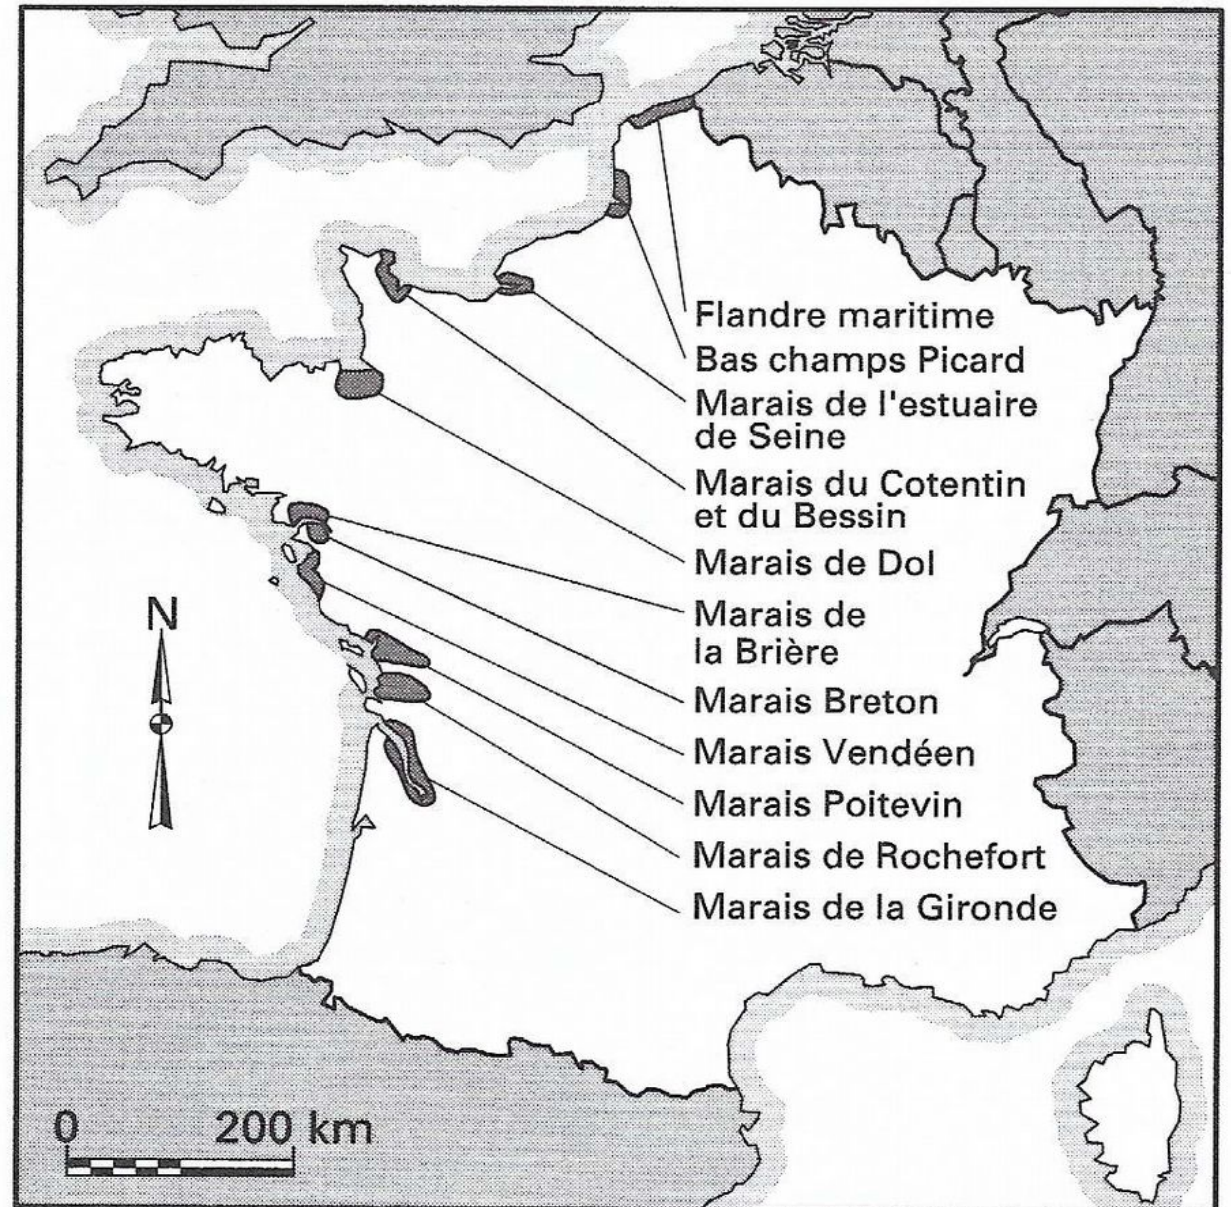 Flandre maritime
Bas champs Picard
Marais de l'estuaire
de Seine
Marais du Cotentin
et du Bessin
Marais de Dol
Marais de
la Brière
Marais Breton
Marais Vendéen
Marais Poitevin
Marais de Rochefort
Marais de la Gironde
N
0 200 km